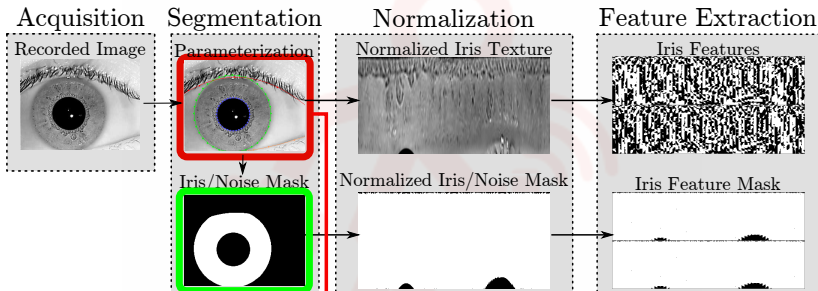 Acquisition
Segmentation
Normalization
Feature Extraction
Recorded Image
Parameterization
Normalized Iris Texture
Iris Features
Iris/Noise Mask
Normalized Iris/Noise Mask
Iris Feature Mask